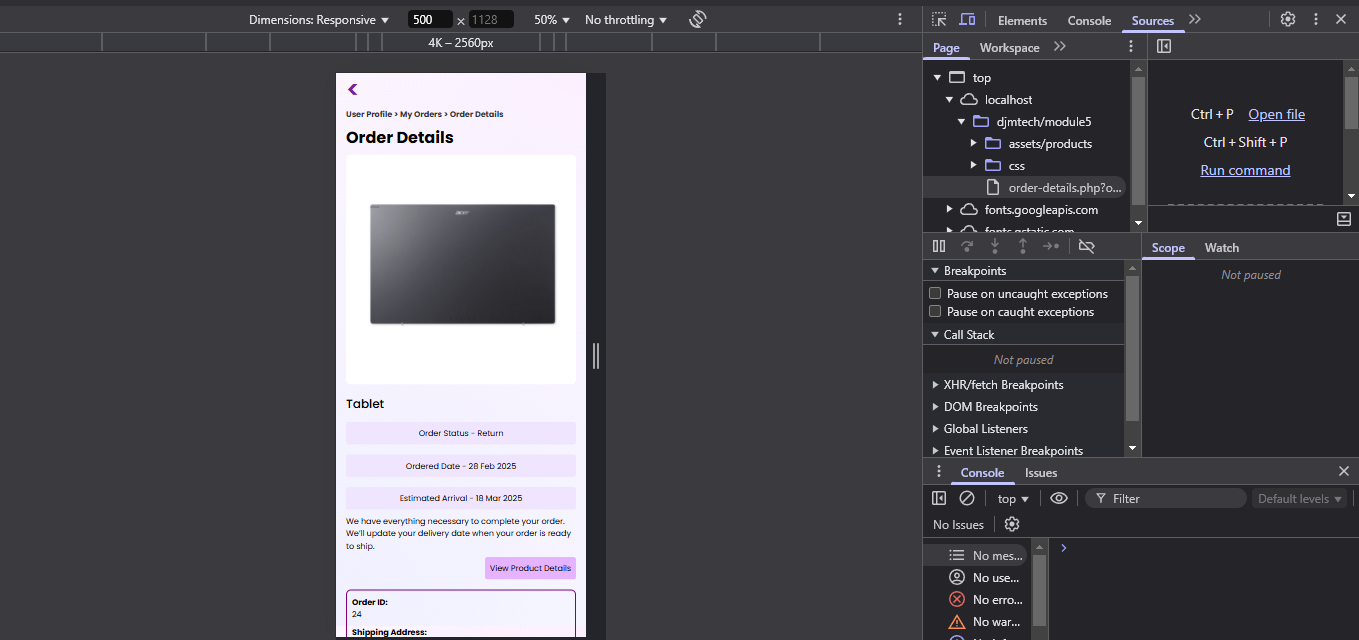 Dimensions: Responsive 500 × 1128 50% No throttling
4K – 2560px
User Profile > My Orders > Order Details
Order Details
acer
Tablet
Order Status - Return
Ordered Date - 28 Feb 2025
Estimated Arrival - 18 Mar 2025
We have everything necessary to complete your order.
We'll update your delivery date when your order is ready
to ship.
View Product Details
Order ID:
24
Shipping Address:
Elements Console Sources
Page Workspace
top
localhost
djmtech/module5
assets/products
css
order-details.php?o...
fonts.googleapis.com
fonts.gstatic.com
Ctrl + P Open file
Ctrl + Shift + P
Run command
Breakpoints
Pause on uncaught exceptions
Pause on caught exceptions
Call Stack
Not paused
XHR/fetch Breakpoints
DOM Breakpoints
Global Listeners
Event Listener Breakpoints
Scope Watch
Not paused
Console Issues
top Filter Default levels
No Issues
No mes...
No use...
No erro...
No war...